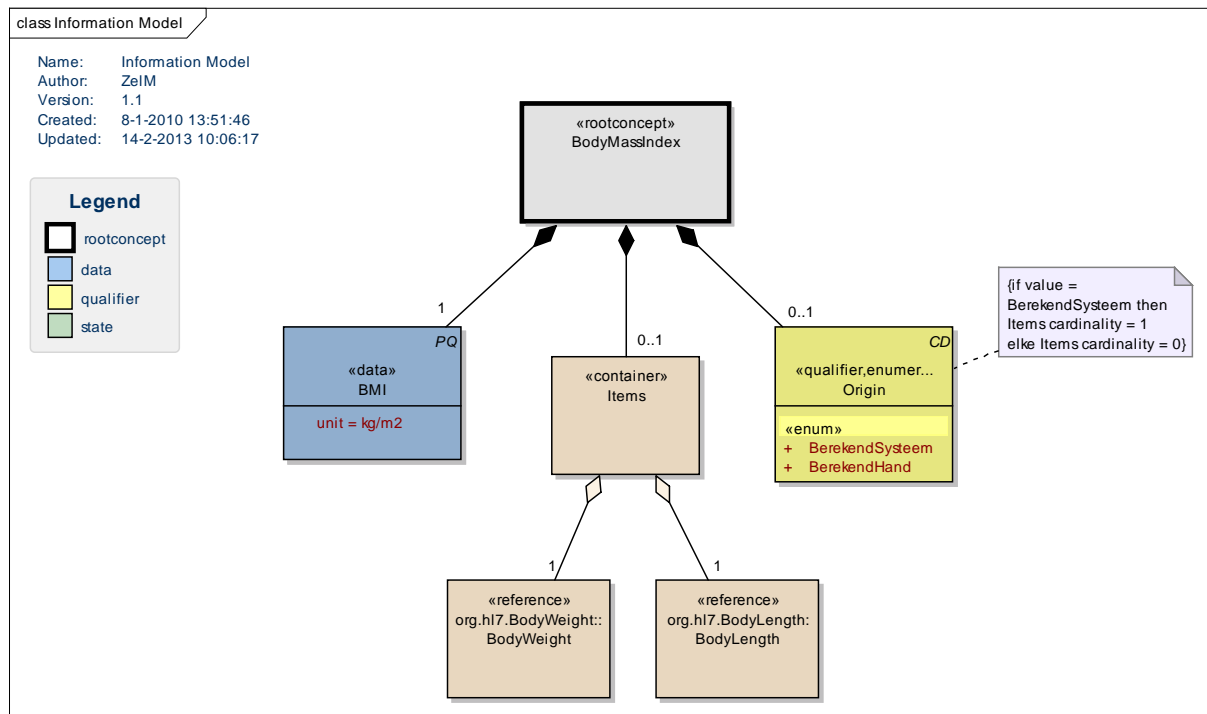 class Information Model
Name: Information Model
Author: ZeIM
Version: 1.1
Created: 8-1-2010 13:51:46
Updated: 14-2-2013 10:06:17
Legend
rootconcept
data
qualifier
state
«rootconcept»
BodyMassIndex
1
0..1
0..1
PQ
«data»
BMI
unit = kg/m2
«container»
Items
CD
«qualifier,enumer...
Origin
«enum»
+ BerekendSysteem
+ BerekendHand
{if value =
BerekendSysteem then
Items cardinality = 1
elke Items cardinality = 0}
1
1
«reference»
org.hl7.BodyWeight::
BodyWeight
«reference»
org.hl7.BodyLength:
BodyLength